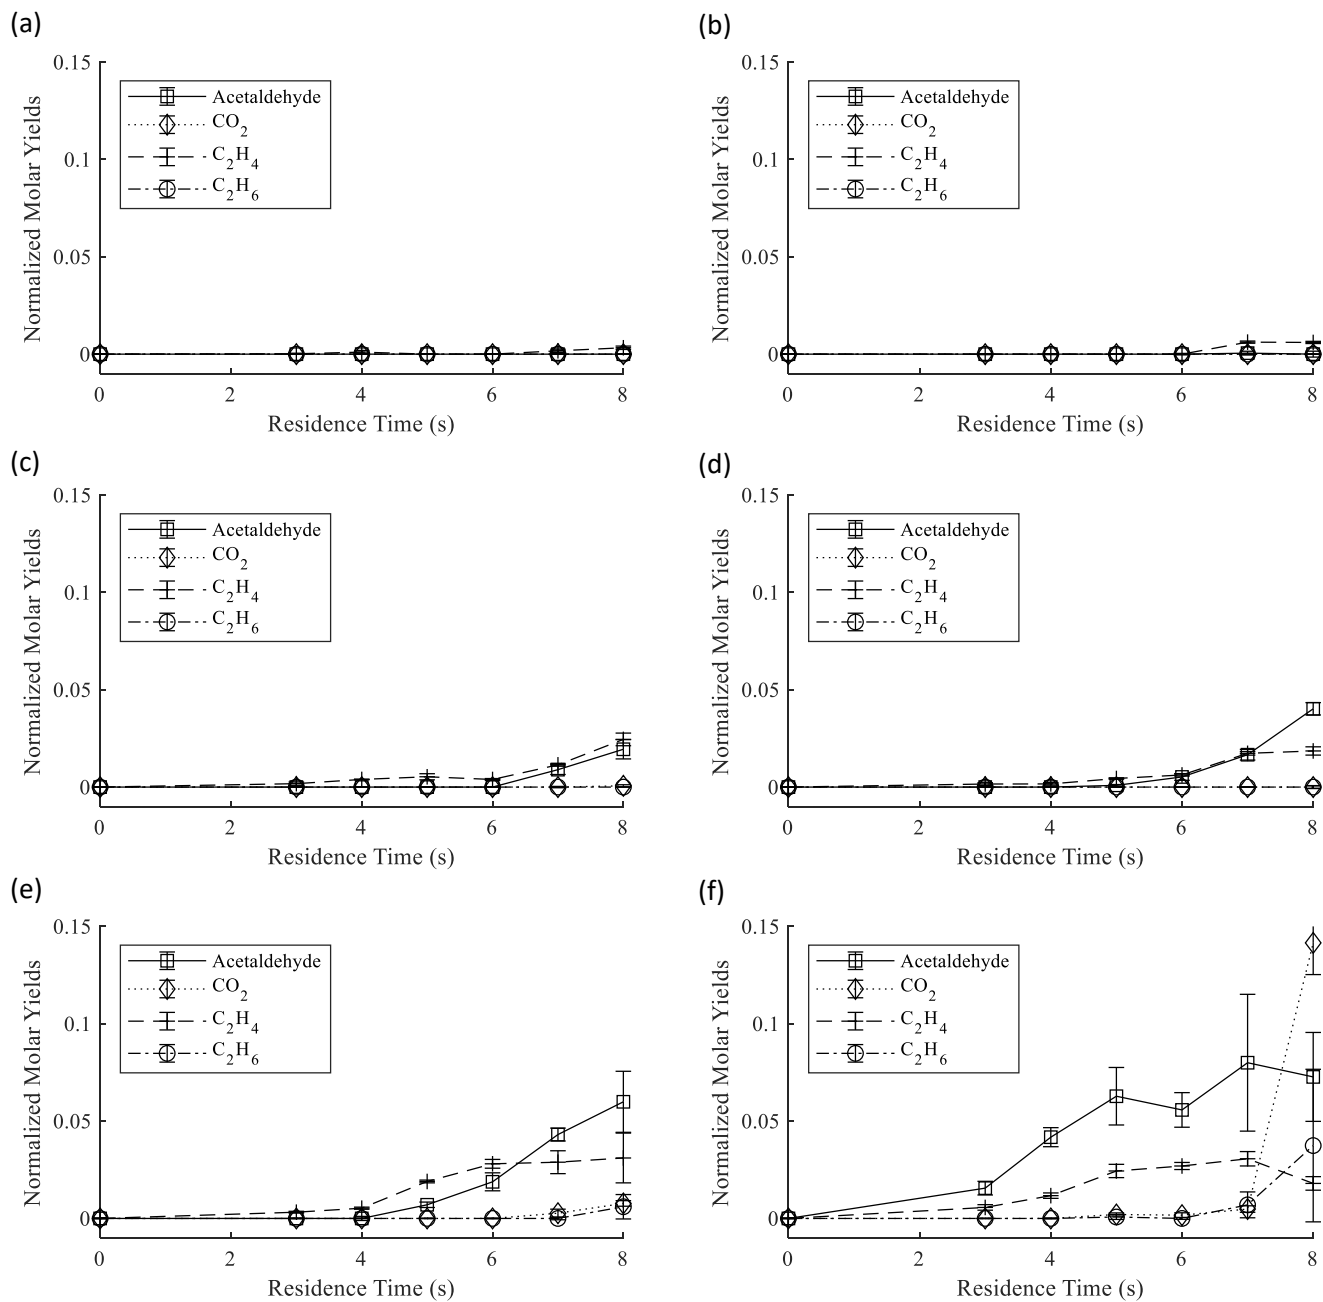 (a)
0.15
0.1
0.05
0
Normalized Molar Yields
Acetaldehyde
CO2
C2H4
C2H6
0 2 4 6 8
Residence Time (s)
(b)
0.15
0.1
0.05
0
Normalized Molar Yields
Acetaldehyde
CO2
C2H4
C2H6
0 2 4 6 8
Residence Time (s)
(c)
0.15
0.1
0.05
0
Normalized Molar Yields
Acetaldehyde
CO2
C2H4
C2H6
0 2 4 6 8
Residence Time (s)
(d)
0.15
0.1
0.05
0
Normalized Molar Yields
Acetaldehyde
CO2
C2H4
C2H6
0 2 4 6 8
Residence Time (s)
(e)
0.15
0.1
0.05
0
Normalized Molar Yields
Acetaldehyde
CO2
C2H4
C2H6
0 2 4 6 8
Residence Time (s)
(f)
0.15
0.1
0.05
0
Normalized Molar Yields
Acetaldehyde
CO2
C2H4
C2H6
0 2 4 6 8
Residence Time (s)